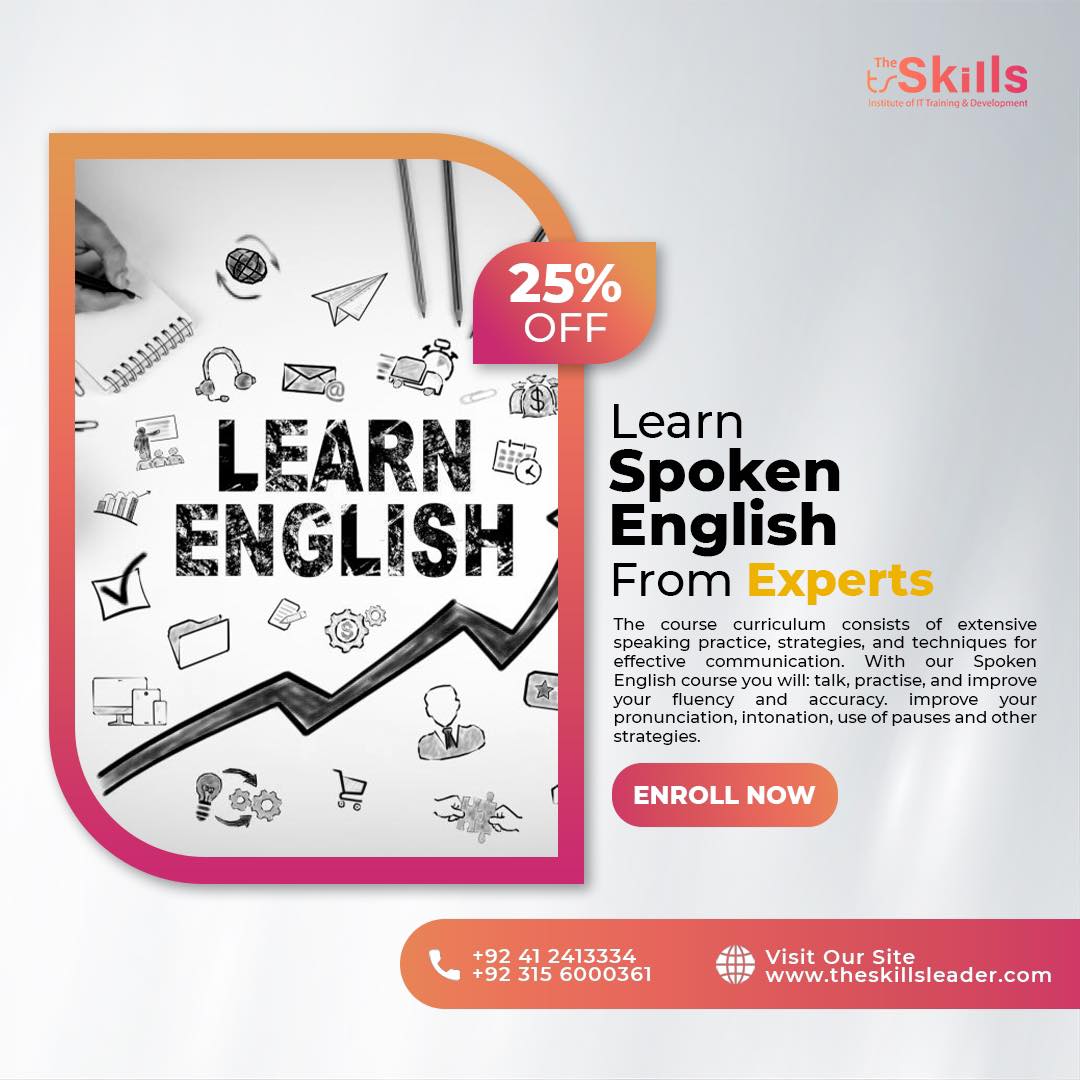 The Skills
Institute of IT Training & Development
25%
OFF
LEARN
ENGLISH
Learn
Spoken
English
From Experts
The course curriculum consists of extensive
speaking practice, strategies, and techniques for
effective communication. With our Spoken
English course you will: talk, practise, and improve
your fluency and accuracy. improve your
pronunciation, intonation, use of pauses and other
strategies.
ENROLL NOW
+92 41 2413334
+92 315 6000361
Visit Our Site
www.theskillsleader.com